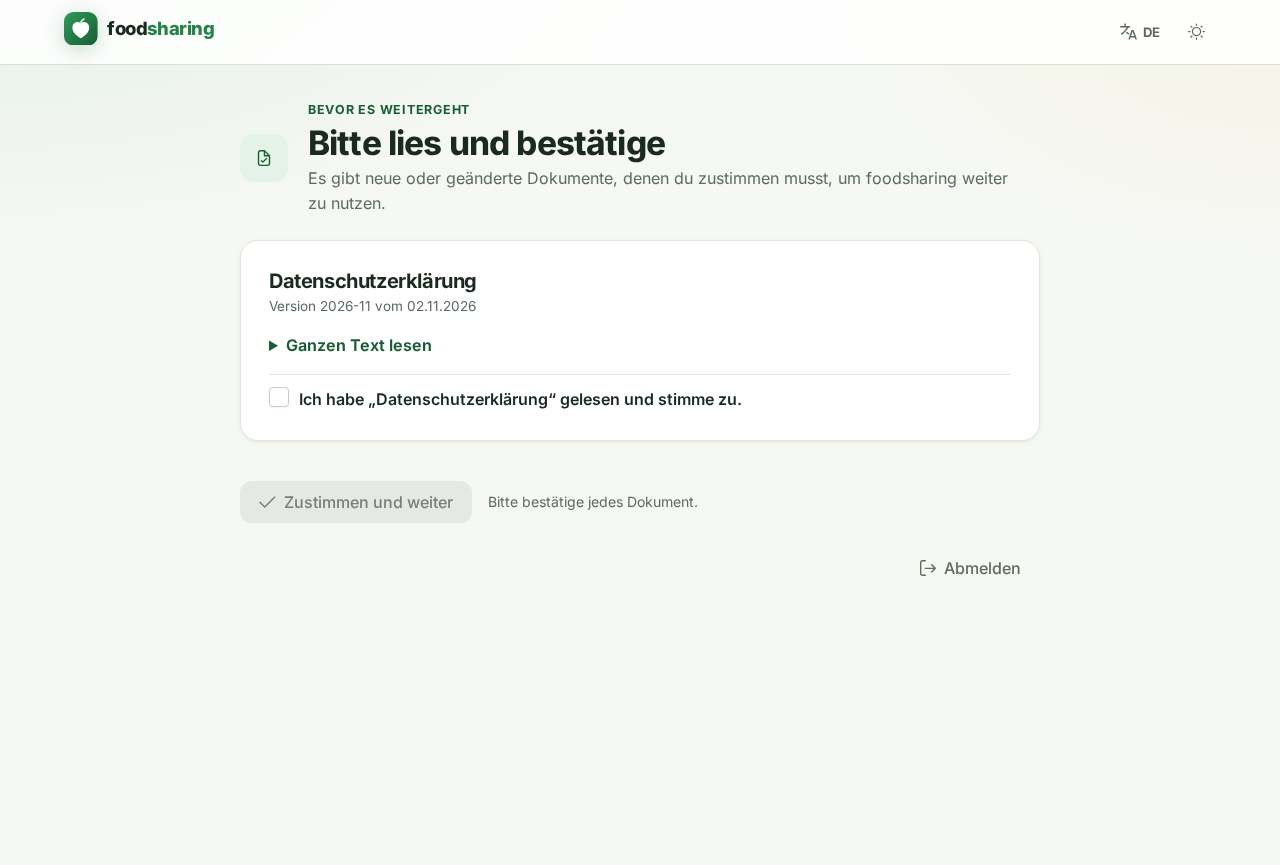 foodsharing
DE
BEVOR ES WEITERGEHT
Bitte lies und bestätige
Es gibt neue oder geänderte Dokumente, denen du zustimmen musst, um foodsharing weiter
zu nutzen.
Datenschutzerklärung
Version 2026-11 vom 02.11.2026
Ganzen Text lesen
Ich habe „Datenschutzerklärung“ gelesen und stimme zu.
Zustimmen und weiter
Bitte bestätige jedes Dokument.
Abmelden